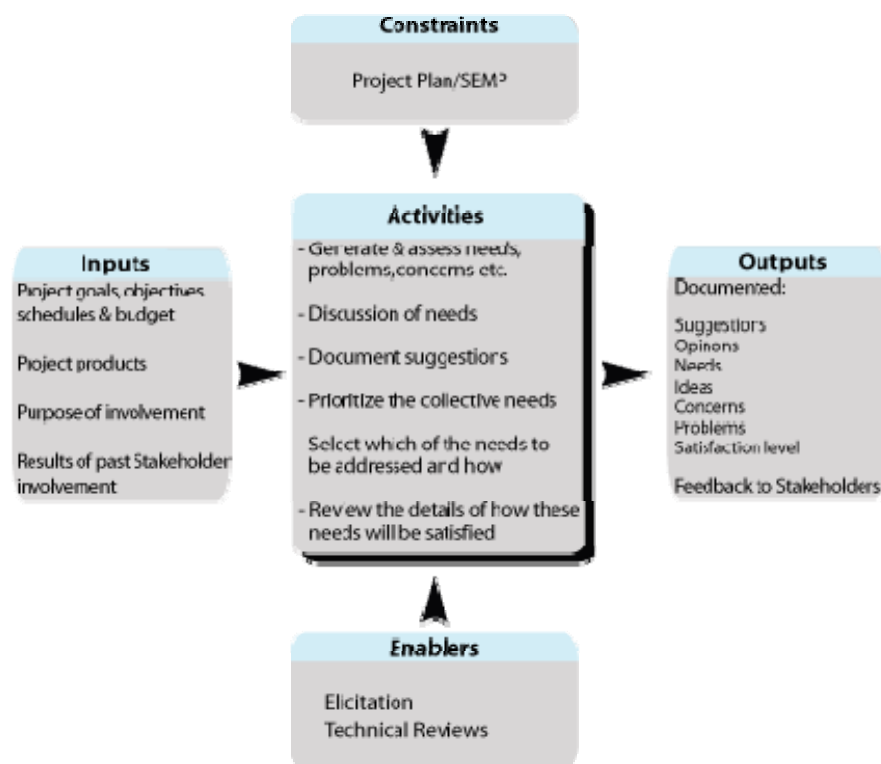 Constraints
Project Plan/SEMP
Activities
- Generate & assess needs,
problems, concerns etc.
- Discussion of needs
- Document suggestions
- Prioritize the collective needs
Select which of the needs to
be addressed and how
- Review the details of how these
needs will be satisfied
Inputs
Project goals, objectives
schedules & budget
Project products
Purpose of involvement
Results of past Stakeholder
involvement
Outputs
Documented:
Suggestions
Opinons
Needs
Ideas
Concerns
Problems
Satisfaction level
Feedback to Stakeholders
Enablers
Elicitation
Technical Reviews